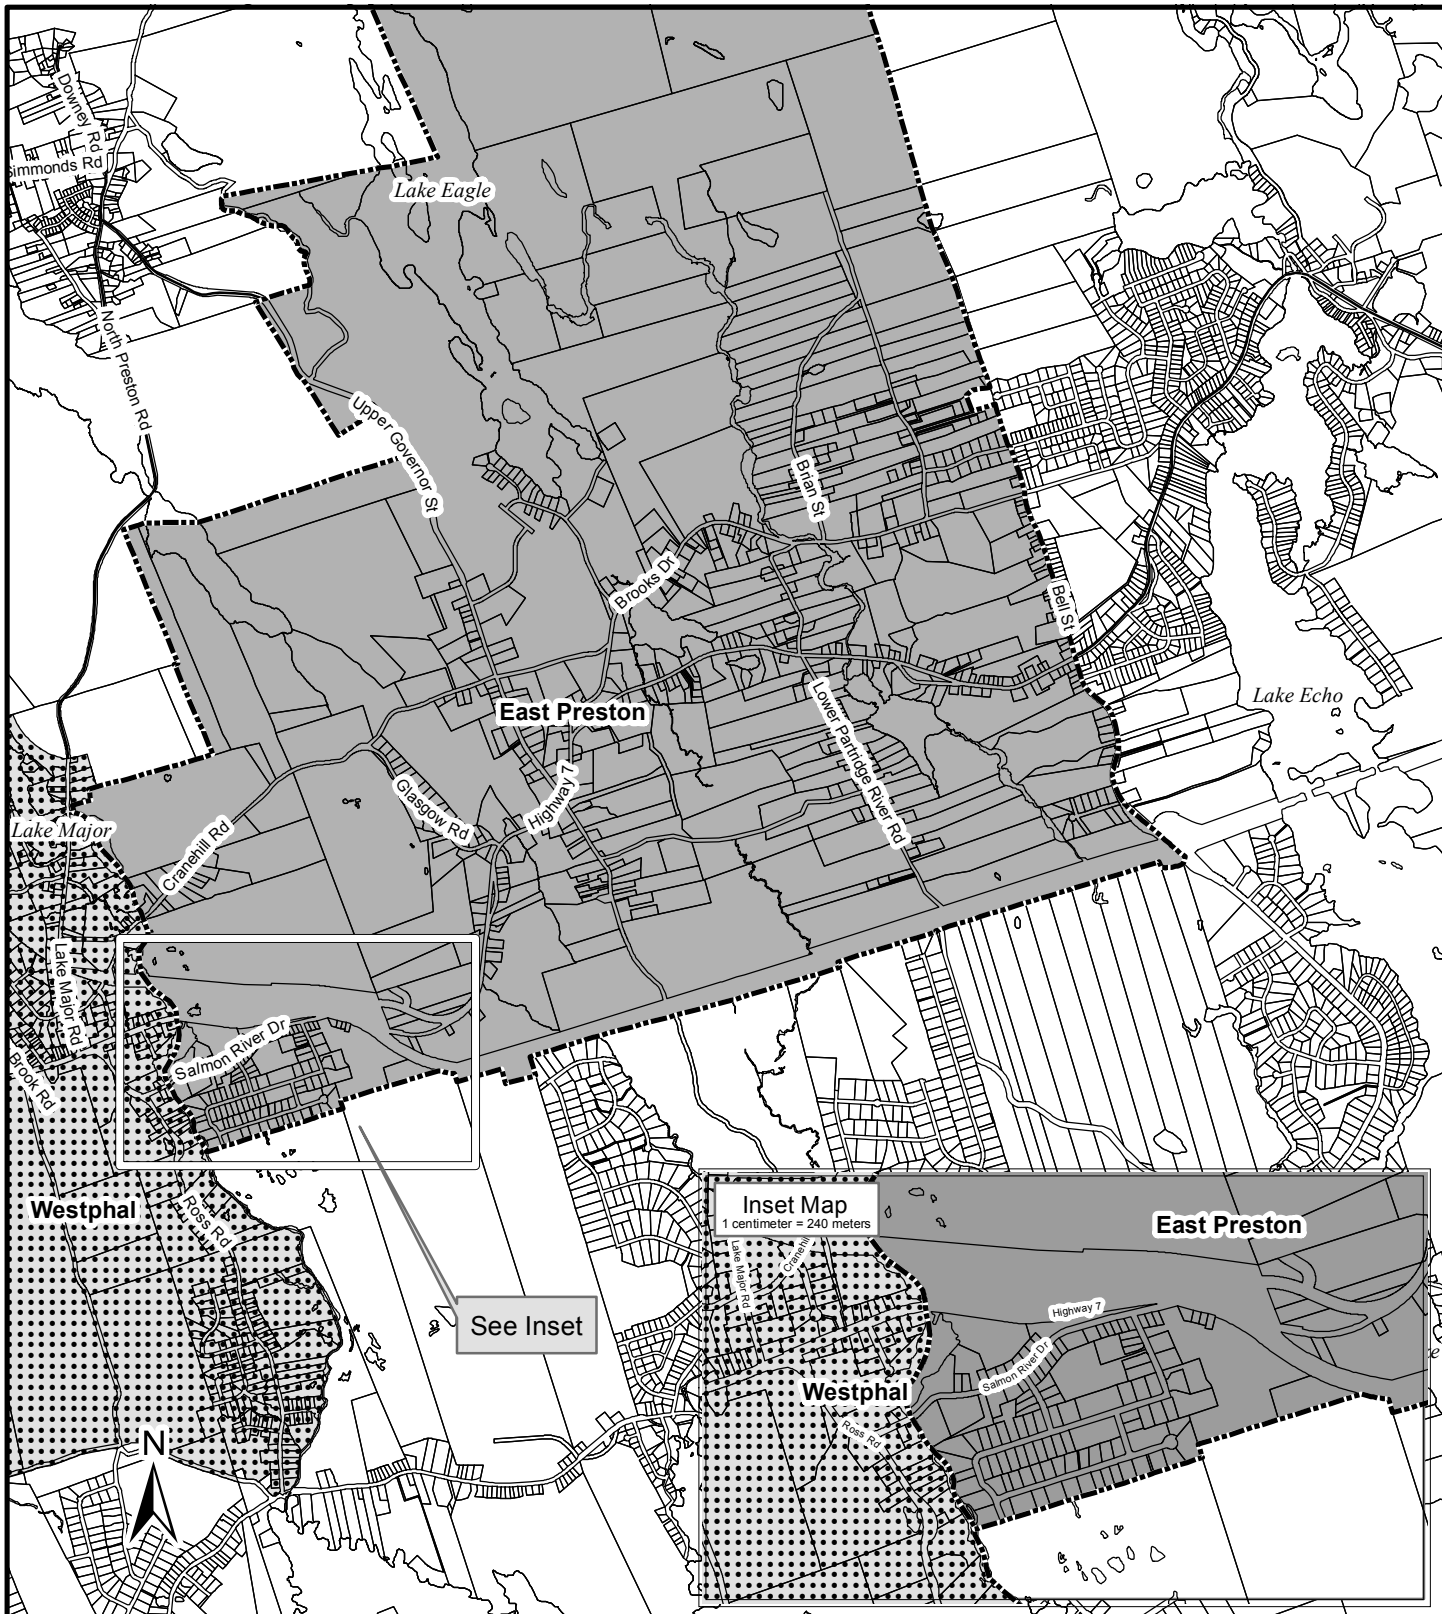 Downey Rd
Simmonds Rd
Lake Eagle
North Preston Rd
Upper Governor St
Brian St
Brooks Dr
Bell St
East Preston
Lake Echo
Lower Partridge River Rd
Highway 7
Glasgow Rd
Lake Major
Cranehill Rd
Lake Major Rd
Salmon River Dr
Brook Rd
Westphal
Ross Rd
See Inset
N
Inset Map
1 centimeter = 240 meters
East Preston
Lake Major Rd
Cranehill
Highway 7
Salmon River Dr
Westphal
Ross Rd